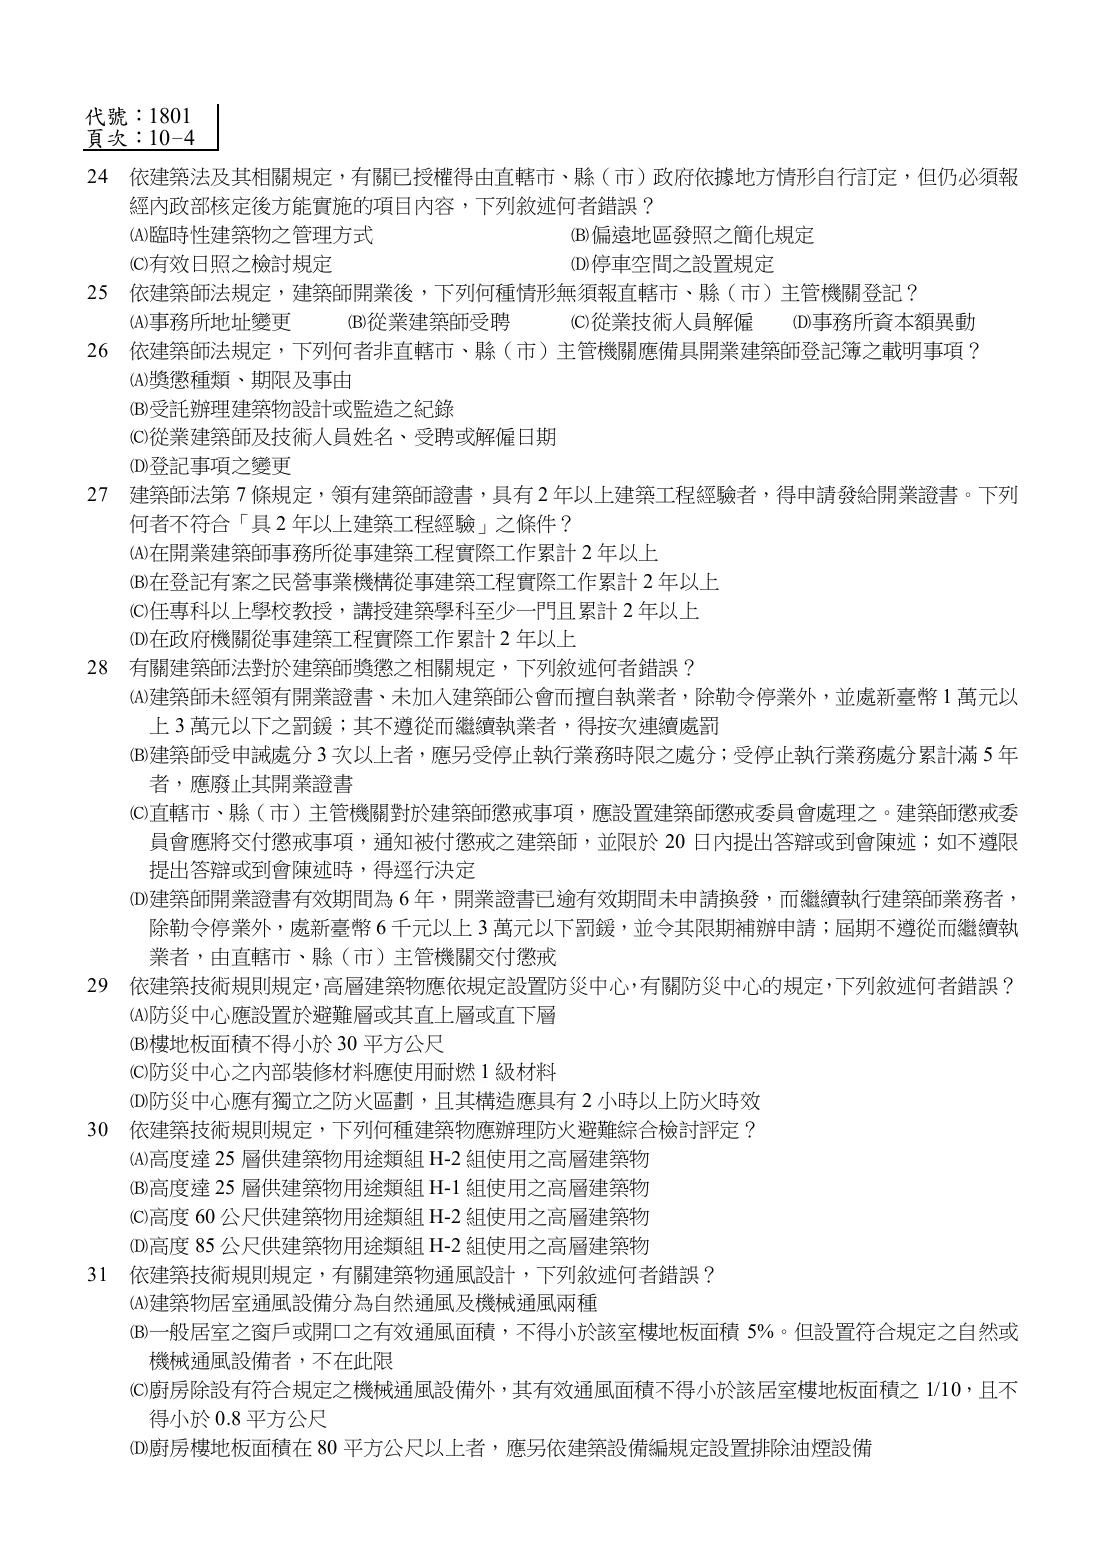 代號：1801
頁次：10－4
24 依建築法及其相關規定，有關已授權得由直轄市、縣（市）政府依據地方情形自行訂定，但仍必須報
經內政部核定後方能實施的項目內容，下列敘述何者錯誤？
(A)臨時性建築物之管理方式 (B)偏遠地區發照之簡化規定
(C)有效日照之檢討規定 (D)停車空間之設置規定
25 依建築師法規定，建築師開業後，下列何種情形無須報直轄市、縣（市）主管機關登記？
(A)事務所地址變更 (B)從業建築師受聘 (C)從業技術人員解僱 (D)事務所資本額異動
26 依建築師法規定，下列何者非直轄市、縣（市）主管機關應備具開業建築師登記簿之載明事項？
(A)獎懲種類、期限及事由
(B)受託辦理建築物設計或監造之紀錄
(C)從業建築師及技術人員姓名、受聘或解僱日期
(D)登記事項之變更
27 建築師法第 7 條規定，領有建築師證書，具有 2 年以上建築工程經驗者，得申請發給開業證書。下列
何者不符合「具 2 年以上建築工程經驗」之條件？
(A)在開業建築師事務所從事建築工程實際工作累計 2 年以上
(B)在登記有案之民營事業機構從事建築工程實際工作累計 2 年以上
(C)任專科以上學校教授，講授建築學科至少一門且累計 2 年以上
(D)在政府機關從事建築工程實際工作累計 2 年以上
28 有關建築師法對於建築師獎懲之相關規定，下列敘述何者錯誤？
(A)建築師未經領有開業證書、未加入建築師公會而擅自執業者，除勒令停業外，並處新臺幣 1 萬元以
上 3 萬元以下之罰鍰；其不遵從而繼續執業者，得按次連續處罰
(B)建築師受申誡處分 3 次以上者，應另受停止執行業務時限之處分；受停止執行業務處分累計滿 5 年
者，應廢止其開業證書
(C)直轄市、縣（市）主管機關對於建築師懲戒事項，應設置建築師懲戒委員會處理之。建築師懲戒委
員會應將交付懲戒事項，通知被付懲戒之建築師，並限於 20 日內提出答辯或到會陳述；如不遵限
提出答辯或到會陳述時，得逕行決定
(D)建築師開業證書有效期間為 6 年，開業證書已逾有效期間未申請換發，而繼續執行建築師業務者，
除勒令停業外，處新臺幣 6 千元以上 3 萬元以下罰鍰，並令其限期補辦申請；屆期不遵從而繼續執
業者，由直轄市、縣（市）主管機關交付懲戒
29 依建築技術規則規定，高層建築物應依規定設置防災中心，有關防災中心的規定，下列敘述何者錯誤？
(A)防災中心應設置於避難層或其直上層或直下層
(B)樓地板面積不得小於 30 平方公尺
(C)防災中心之內部裝修材料應使用耐燃 1 級材料
(D)防災中心應有獨立之防火區劃，且其構造應具有 2 小時以上防火時效
30 依建築技術規則規定，下列何種建築物應辦理防火避難綜合檢討評定？
(A)高度達 25 層供建築物用途類組 H-2 組使用之高層建築物
(B)高度達 25 層供建築物用途類組 H-1 組使用之高層建築物
(C)高度 60 公尺供建築物用途類組 H-2 組使用之高層建築物
(D)高度 85 公尺供建築物用途類組 H-2 組使用之高層建築物
31 依建築技術規則規定，有關建築物通風設計，下列敘述何者錯誤？
(A)建築物居室通風設備分為自然通風及機械通風兩種
(B)一般居室之窗戶或開口之有效通風面積，不得小於該室樓地板面積 5%。但設置符合規定之自然或
機械通風設備者，不在此限
(C)廚房除設有符合規定之機械通風設備外，其有效通風面積不得小於該居室樓地板面積之 1/10，且不
得小於 0.8 平方公尺
(D)廚房樓地板面積在 80 平方公尺以上者，應另依建築設備編規定設置排除油煙設備